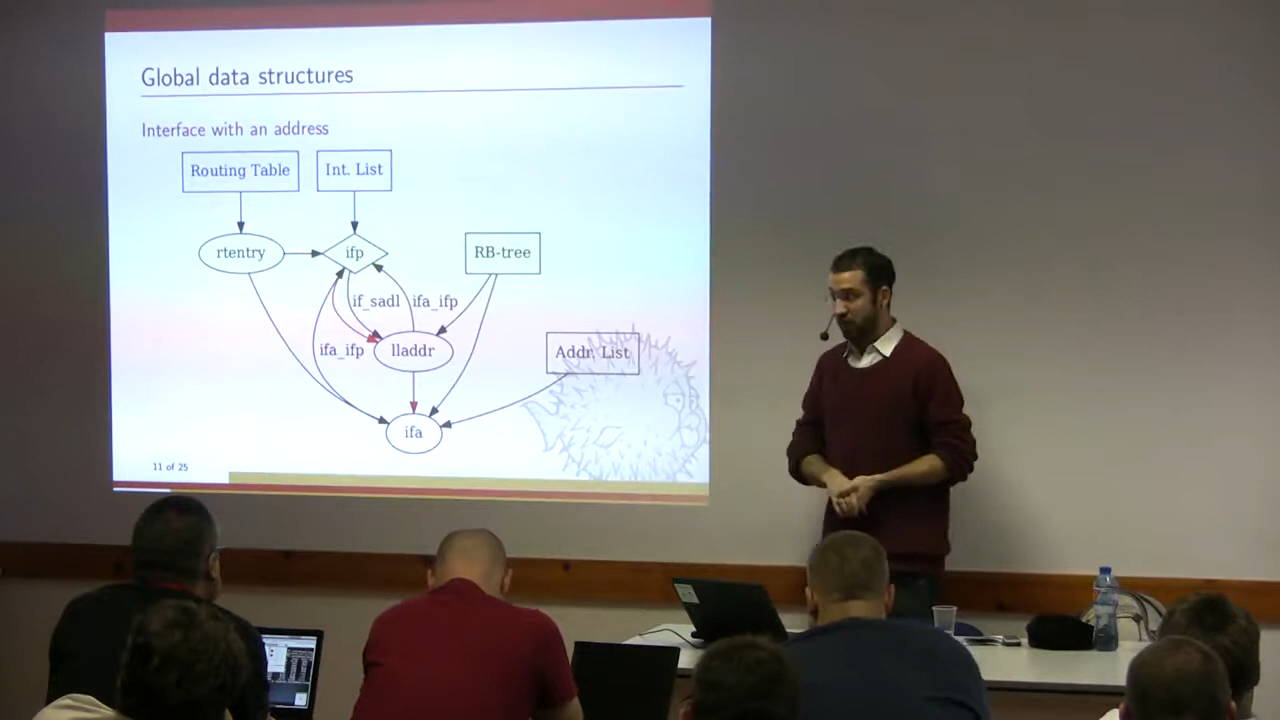 Global data structures
Interface with an address
Routing Table
Int. List
rtentry
ifp
RB-tree
if_sadl
ifa_ifp
ifa_ifp
lladdr
Addr. List
ifa
11 of 25